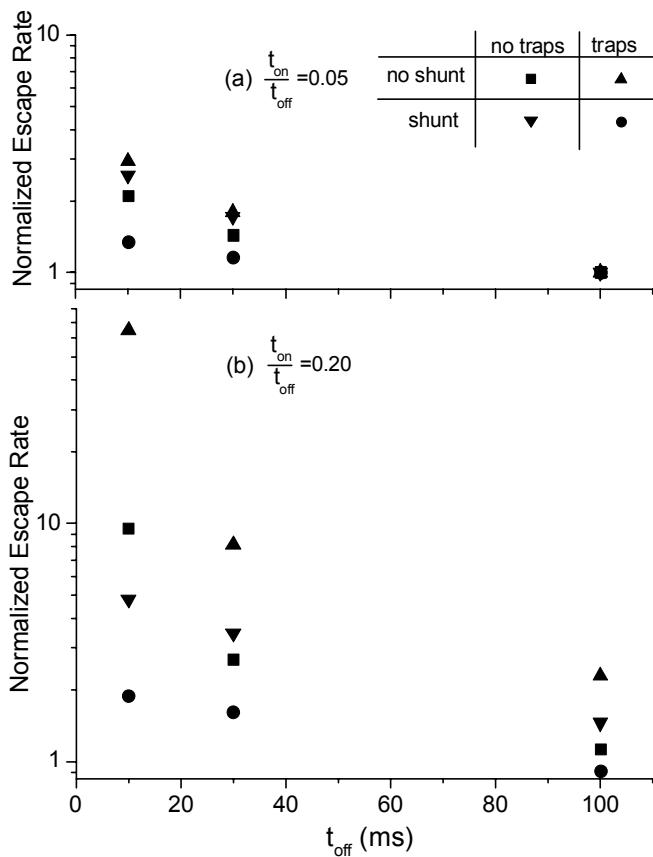 10
1
Normalized Escape Rate
(a) t_on/t_off =0.05
no traps traps
no shunt
shunt
10
1
Normalized Escape Rate
(b) t_on/t_off =0.20
0 20 40 60 80 100
t_off (ms)